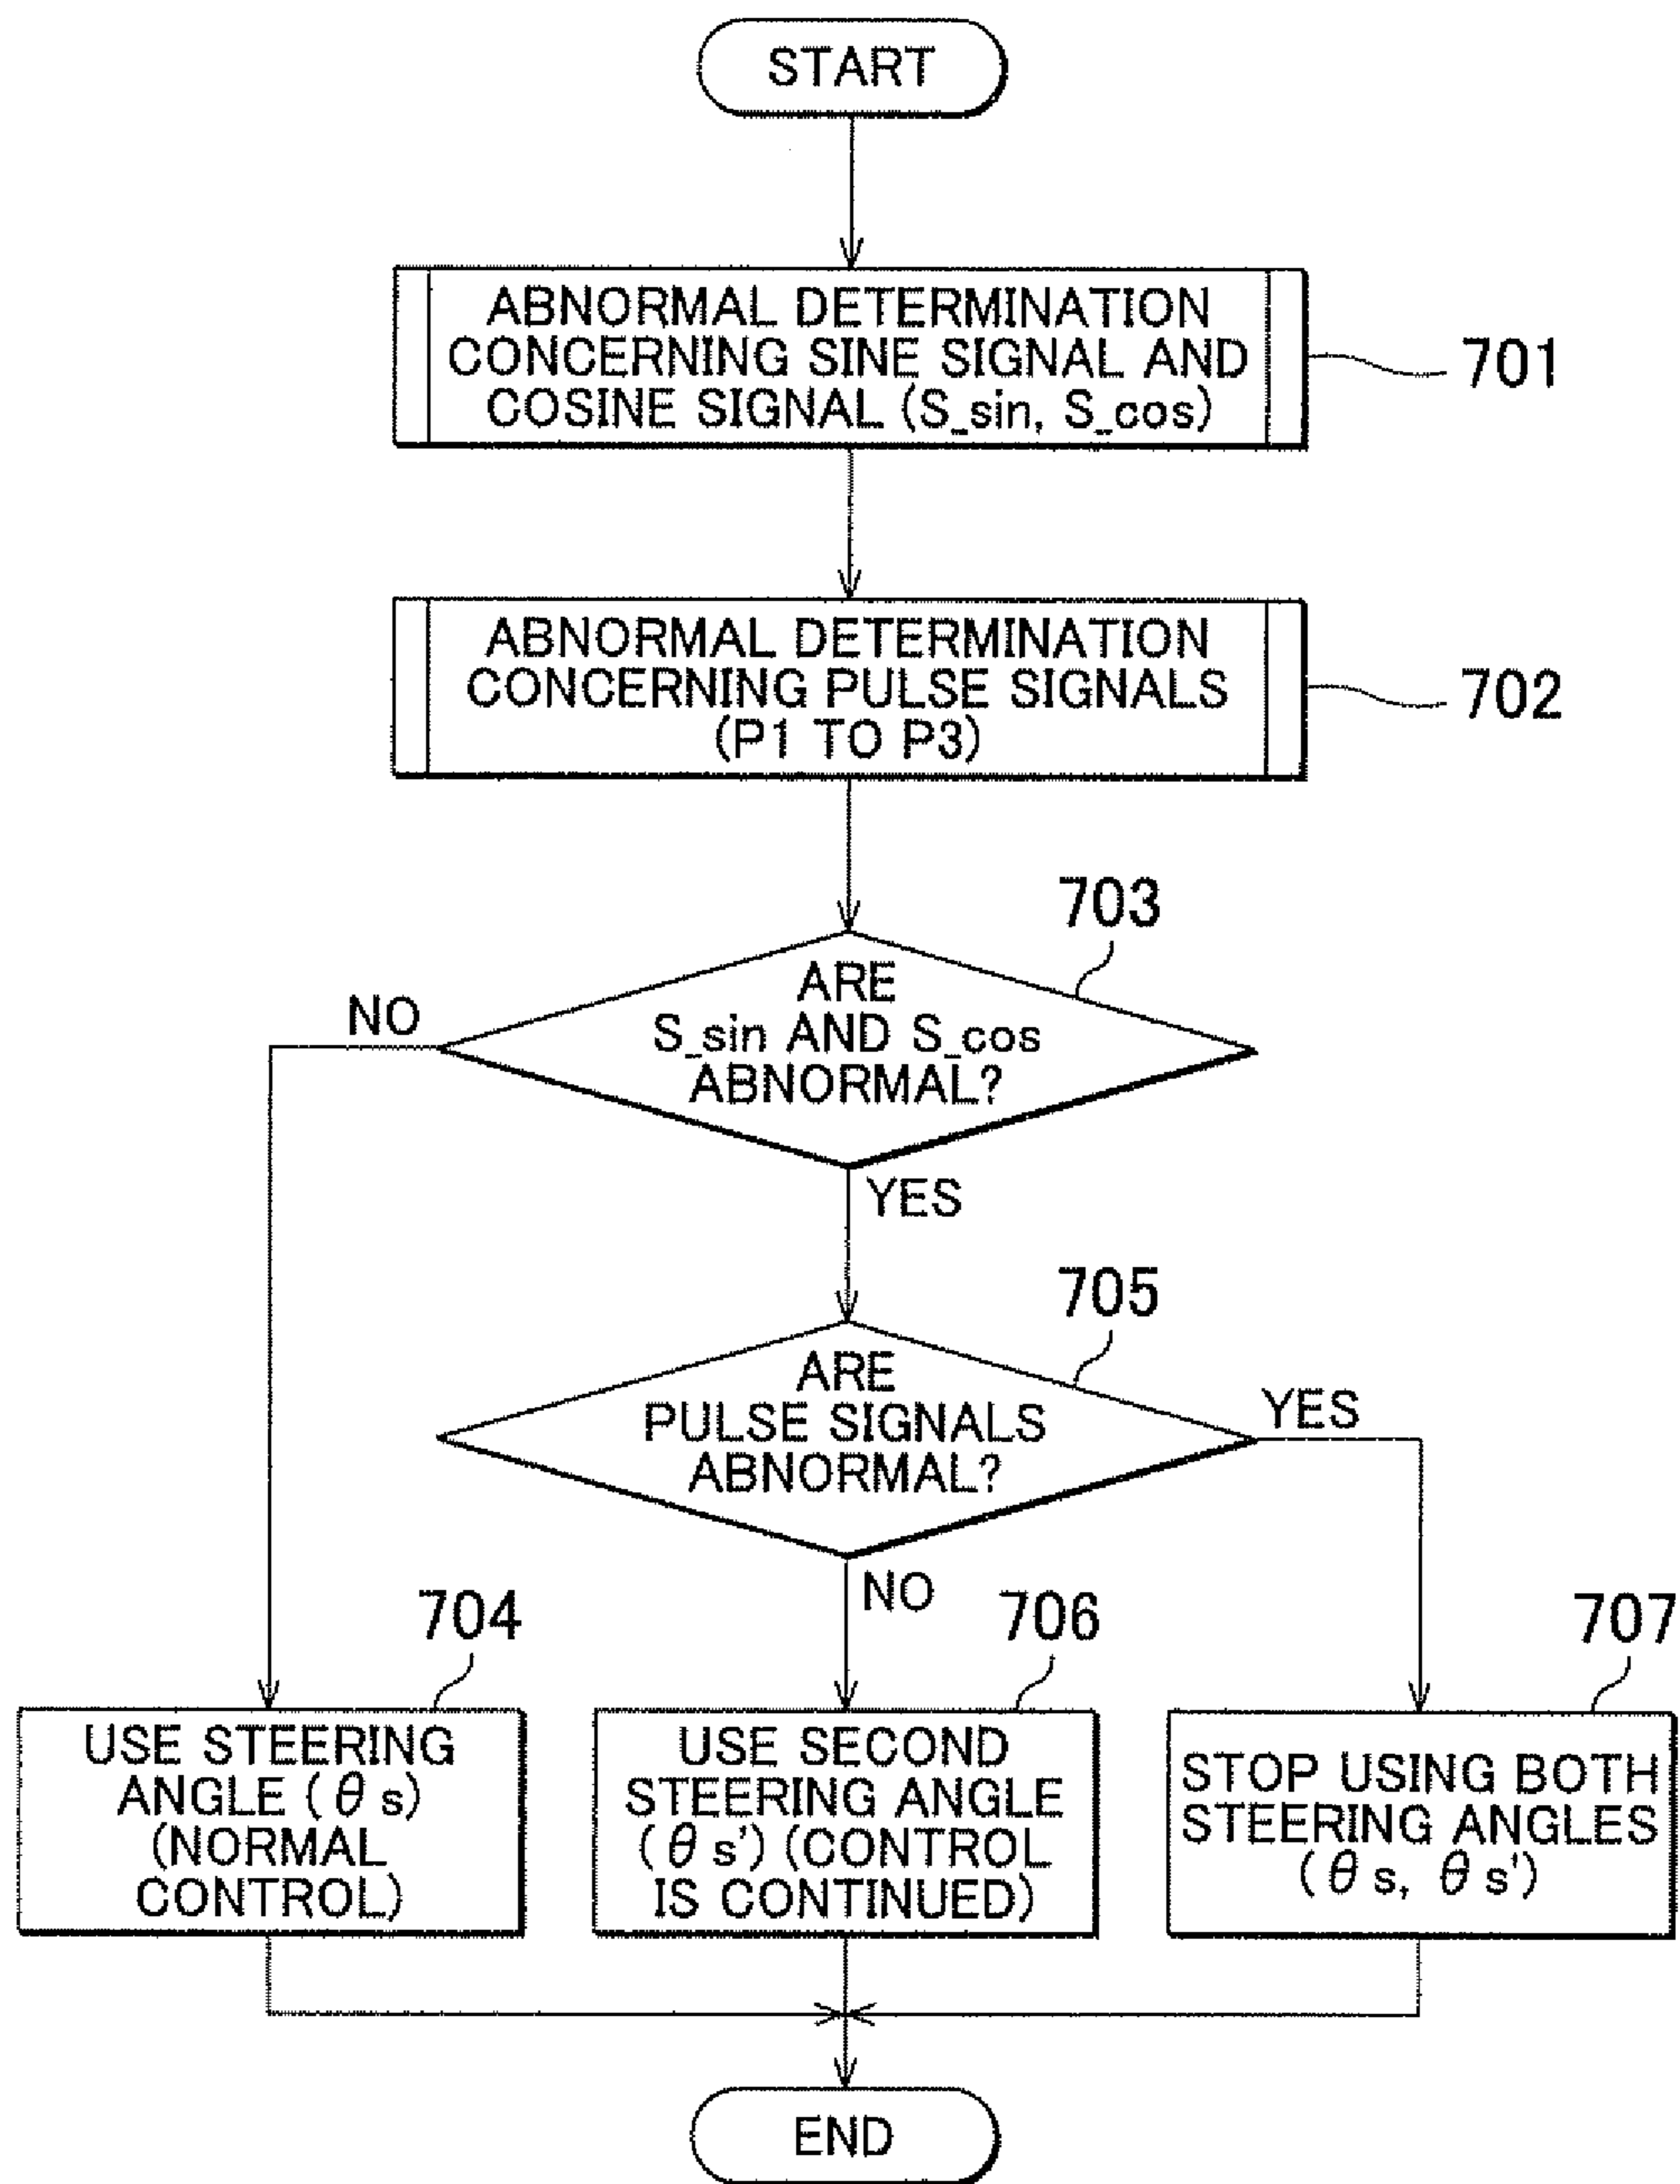 START
ABNORMAL DETERMINATION
CONCERNING SINE SIGNAL AND
COSINE SIGNAL (S_sin, S_cos)
701
ABNORMAL DETERMINATION
CONCERNING PULSE SIGNALS
(P1 TO P3)
702
703
ARE
S_sin AND S_cos
ABNORMAL?
NO
YES
705
ARE
PULSE SIGNALS
ABNORMAL?
YES
NO
704
USE STEERING
ANGLE (θs)
(NORMAL
CONTROL)
706
USE SECOND
STEERING ANGLE
(θs') (CONTROL
IS CONTINUED)
707
STOP USING BOTH
STEERING ANGLES
(θs, θs')
END